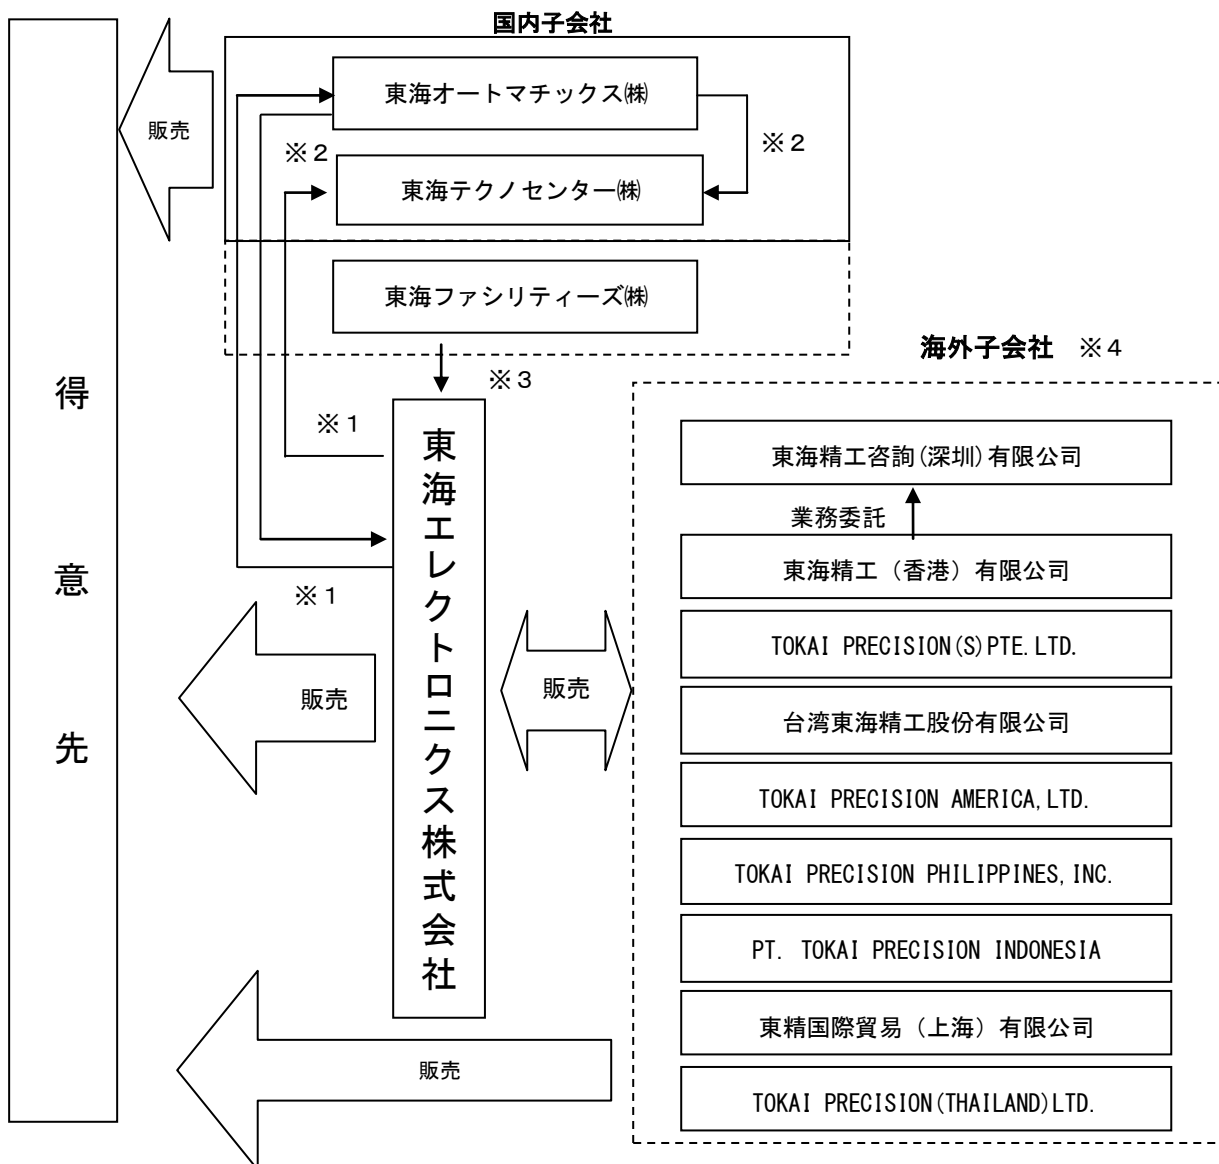 国内子会社
東海オートマチックス㈱
販売
※2
※2
東海テクノセンター㈱
東海ファシリティーズ㈱
海外子会社 ※4
※3
得意先
※1
東海エレクトロニクス株式会社
東海精工咨詢(深圳)有限公司
業務委託
東海精工（香港）有限公司
※1
TOKAI PRECISION(S)PTE.LTD.
販売
販売
台湾東海精工股份有限公司
TOKAI PRECISION AMERICA,LTD.
TOKAI PRECISION PHILIPPINES,INC.
PT. TOKAI PRECISION INDONESIA
東精国際貿易（上海）有限公司
販売
TOKAI PRECISION(THAILAND)LTD.